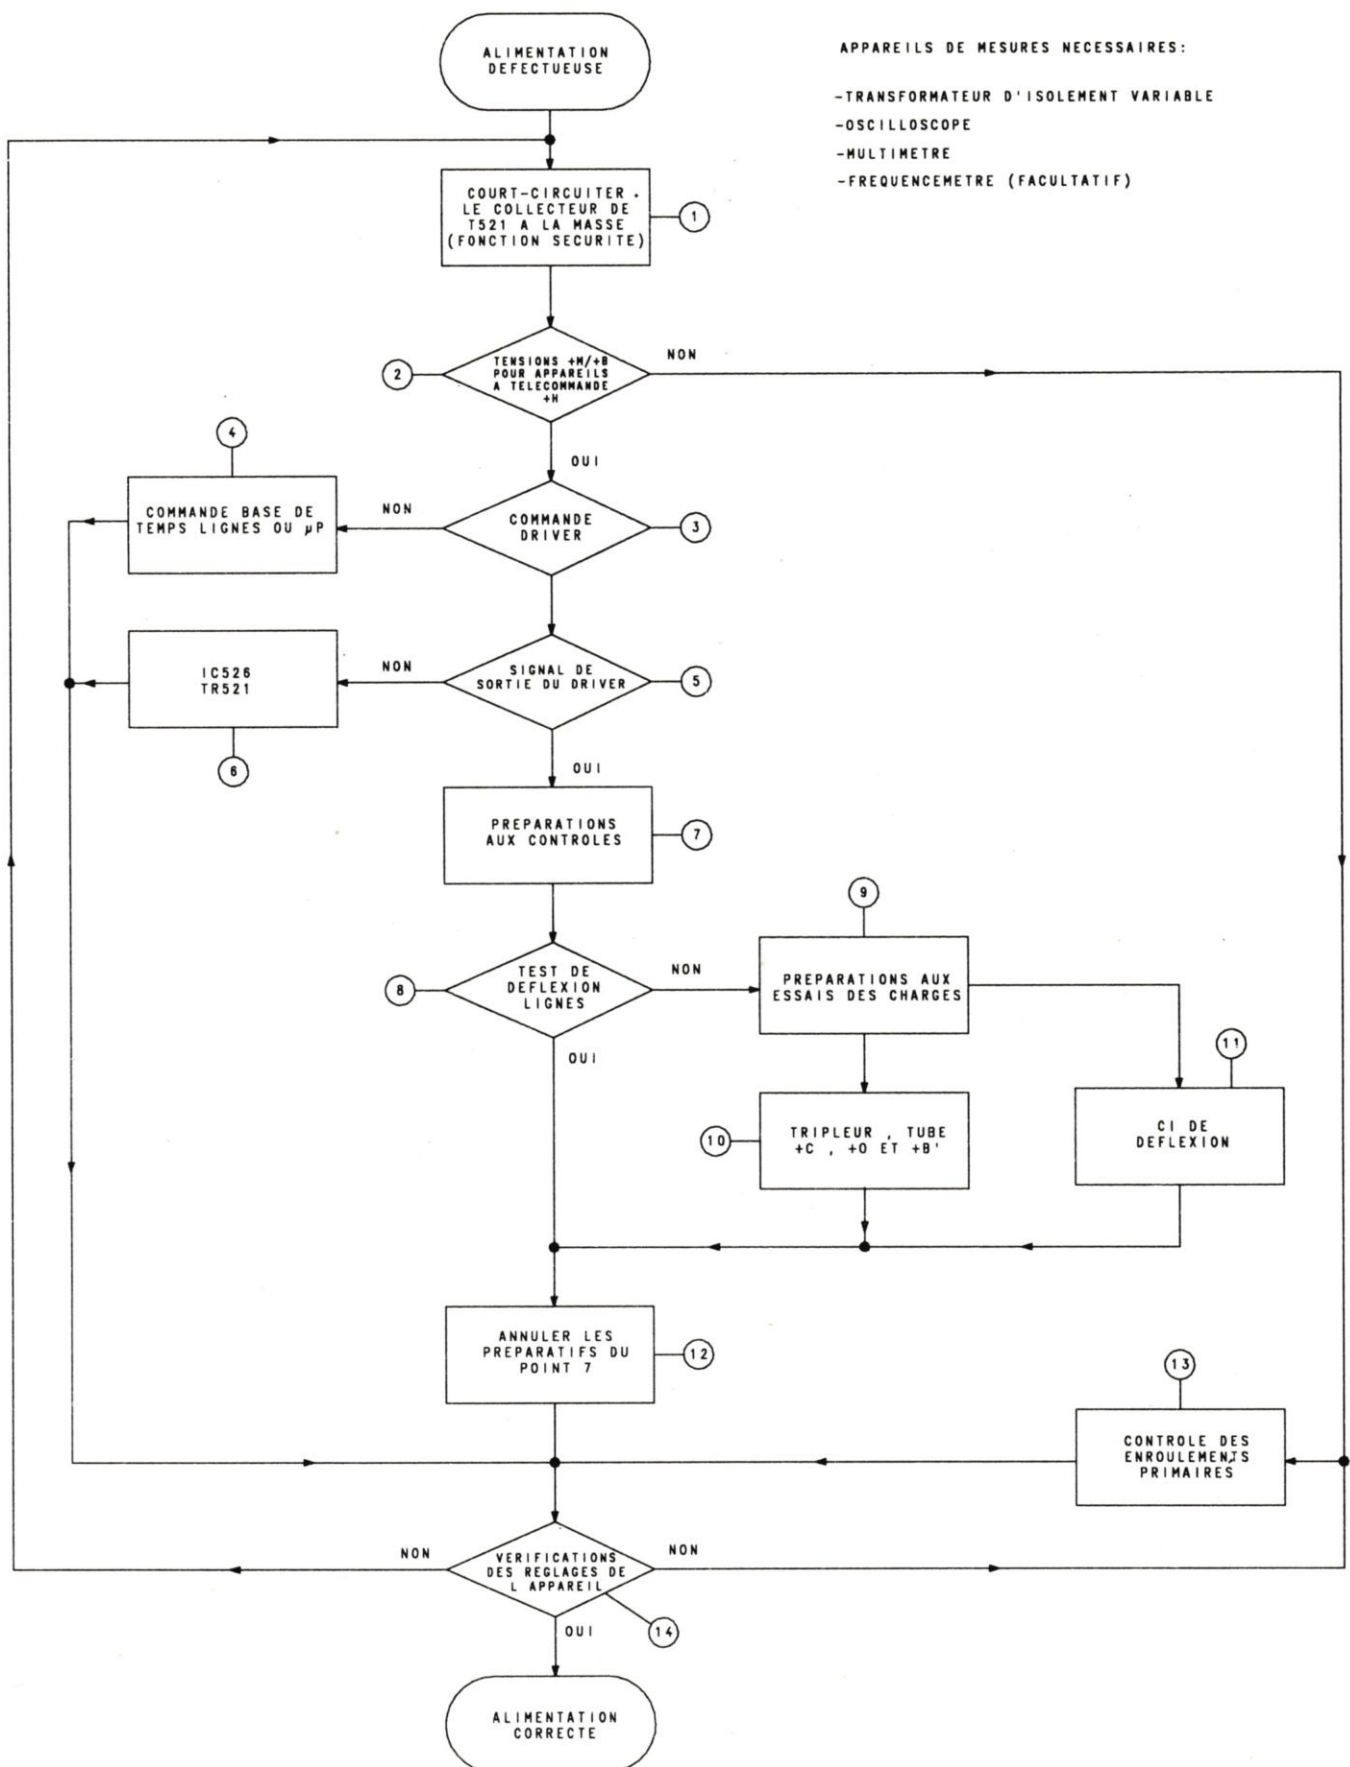 ALIMENTATION
DEFECTUEUSE
APPAREILS DE MESURES NECESSAIRES:
-TRANSFORMATEUR D'ISOLEMENT VARIABLE
-OSCILLOSCOPE
-MULTIMETRE
-FREQUENCEMETRE (FACULTATIF)
COURT-CIRCUITER
LE COLLECTEUR DE
T521 A LA MASSE
(FONCTION SECURITE)
1
TENSIONS +M/+B
POUR APPAREILS
A TELECOMMANDE
+H
2
NON
OUI
4
COMMANDE BASE DE
TEMPS LIGNES OU µP
NON
COMMANDE
DRIVER
3
IC526
TR521
NON
SIGNAL DE
SORTIE DU DRIVER
5
6
OUI
PREPARATIONS
AUX CONTROLES
7
8
TEST DE
DEFLEXION
LIGNES
NON
9
PREPARATIONS AUX
ESSAIS DES CHARGES
OUI
11
10
TRIPLEUR , TUBE
+C , +O ET +B'
CI DE
DEFLEXION
ANNULER LES
PREPARATIFS DU
POINT 7
12
13
CONTROLE DES
ENROULEMENTS
PRIMAIRES
NON
VERIFICATIONS
DES REGLAGES DE
L APPAREIL
NON
14
OUI
ALIMENTATION
CORRECTE